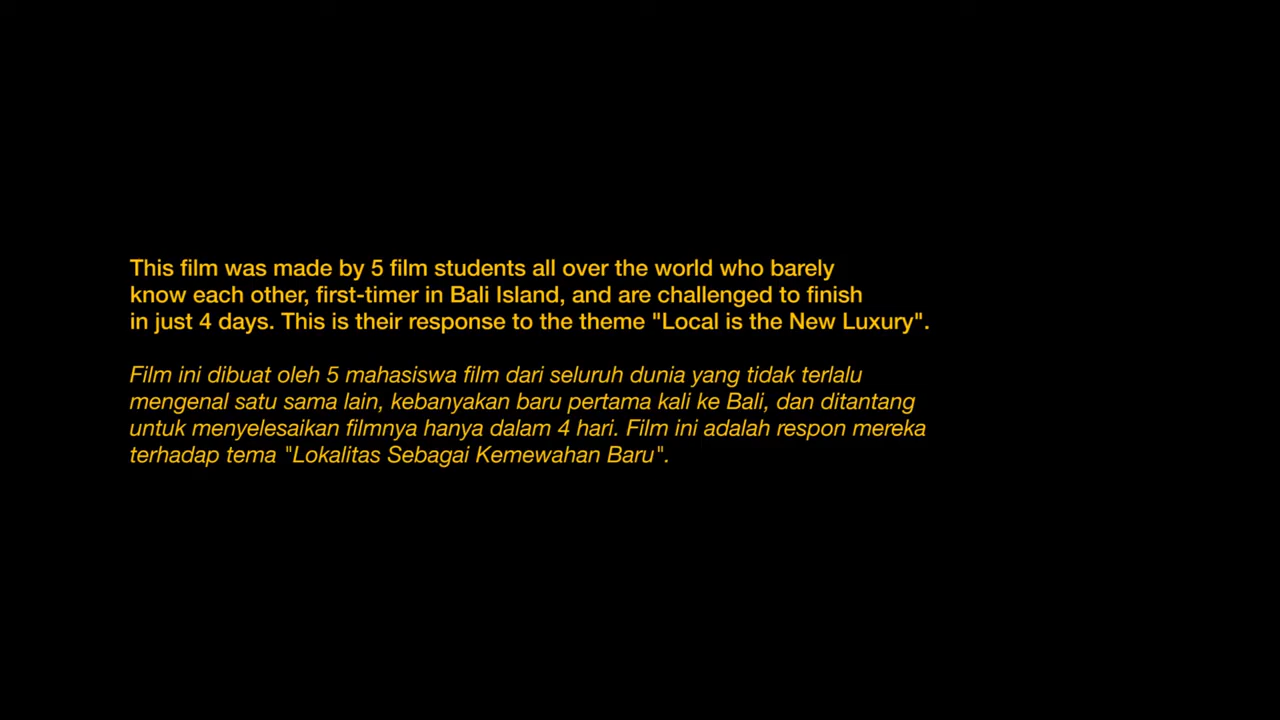 This film was made by 5 film students all over the world who barely
know each other, first-timer in Bali Island, and are challenged to finish
in just 4 days. This is their response to the theme "Local is the New Luxury".
Film ini dibuat oleh 5 mahasiswa film dari seluruh dunia yang tidak terlalu
mengenal satu sama lain, kebanyakan baru pertama kali ke Bali, dan ditantang
untuk menyelesaikan filmnya hanya dalam 4 hari. Film ini adalah respon mereka
terhadap tema "Lokalitas Sebagai Kemewahan Baru".